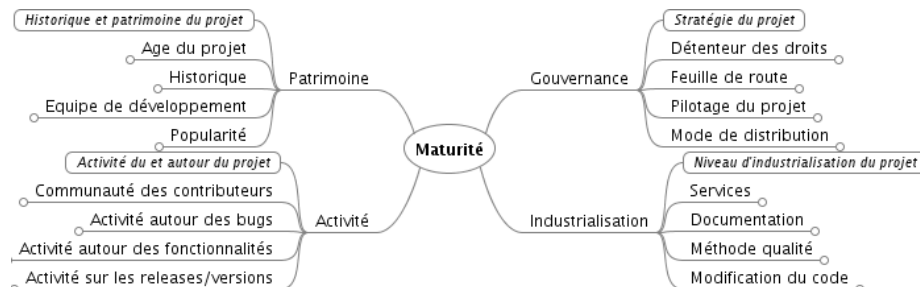 Historique et patrimoine du projet
Age du projet
Historique
Equipe de développement
Popularité
Patrimoine
Activité du et autour du projet
Communauté des contributeurs
Activité autour des bugs
Activité autour des fonctionnalités
Activité sur les releases/versions
Activité
Maturité
Stratégie du projet
Détenteur des droits
Feuille de route
Pilotage du projet
Mode de distribution
Gouvernance
Niveau d'industrialisation du projet
Services
Documentation
Méthode qualité
Modification du code
Industrialisation